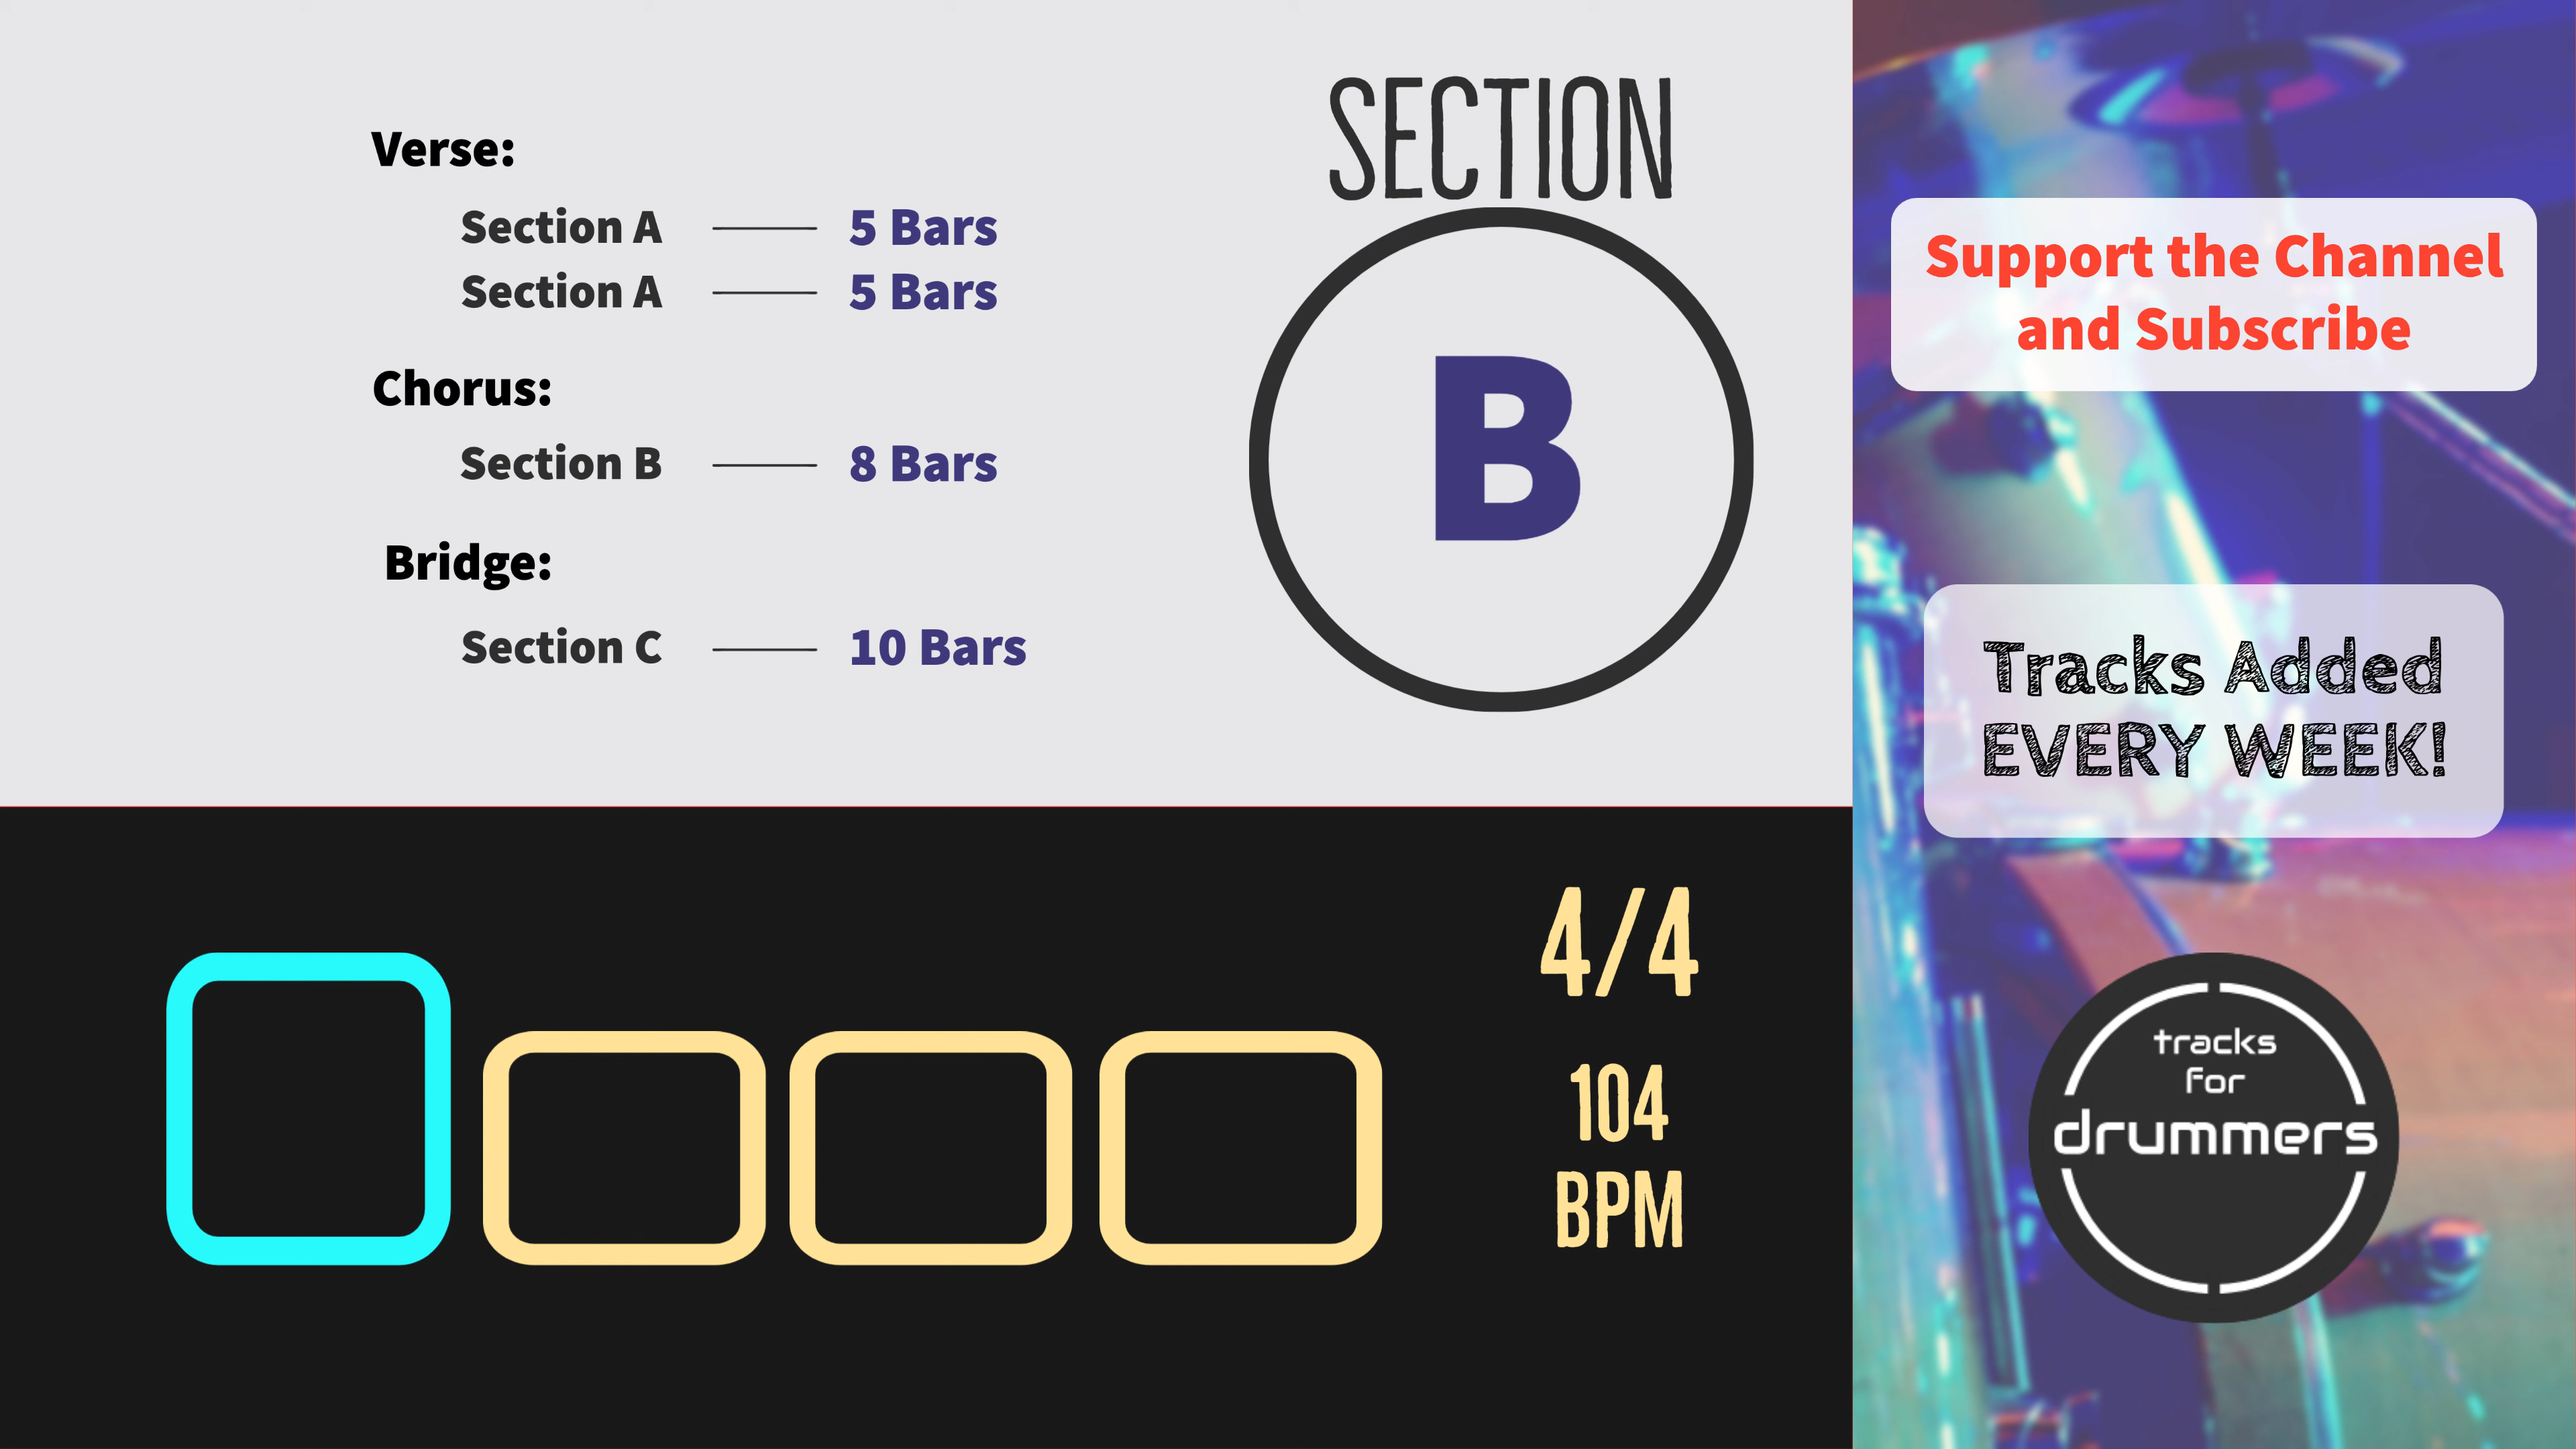 Verse:
Section A 5 Bars
Section A 5 Bars
Chorus:
Section B 8 Bars
Bridge:
Section C 10 Bars
SECTION
B
4/4
104
BPM
Support the Channel
and Subscribe
Tracks Added
EVERY WEEK!
tracks
for
drummers